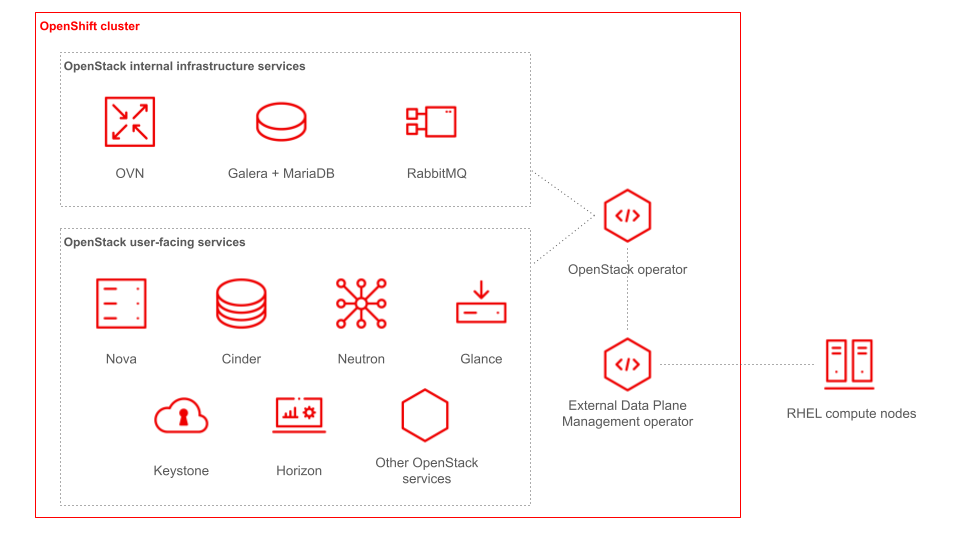 OpenShift cluster
OpenStack internal infrastructure services
OVN
Galera + MariaDB
RabbitMQ
OpenStack operator
OpenStack user-facing services
Nova
Cinder
Neutron
Glance
Keystone
Horizon
Other OpenStack
services
External Data Plane
Management operator
RHEL compute nodes